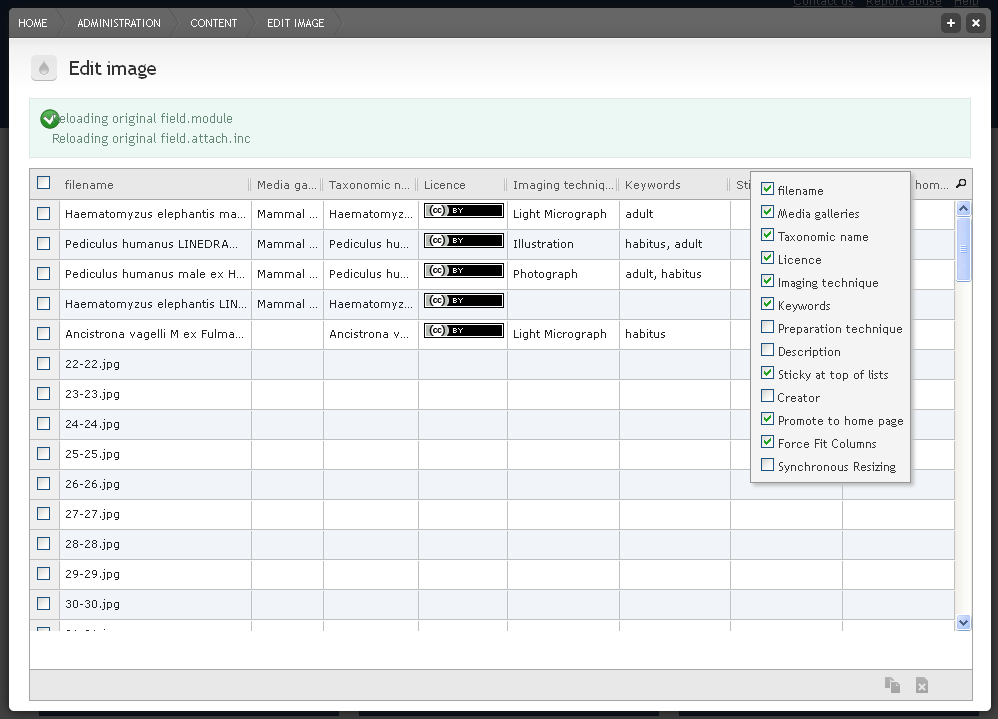 Contact us Report abuse Help
HOME ADMINISTRATION CONTENT EDIT IMAGE
Edit image
eloading original field.module
Reloading original field.attach.inc
filename Media ga... Taxonomic n... Licence Imaging techniq... Keywords Sti hom...
Haematomyzus elephantis ma... Mammal ... Haematomyz... cc BY Light Micrograph adult
Pediculus humanus LINEDRA... Mammal ... Pediculus hu... cc BY Illustration habitus, adult
Pediculus humanus male ex H... Mammal ... Pediculus hu... cc BY Photograph adult, habitus
Haematomyzus elephantis LIN... Mammal ... Haematomyz... cc BY
Ancistrona vagelli M ex Fulma... Ancistrona v... cc BY Light Micrograph habitus
22-22.jpg
23-23.jpg
24-24.jpg
25-25.jpg
26-26.jpg
27-27.jpg
28-28.jpg
29-29.jpg
30-30.jpg
filename
Media galleries
Taxonomic name
Licence
Imaging technique
Keywords
Preparation technique
Description
Sticky at top of lists
Creator
Promote to home page
Force Fit Columns
Synchronous Resizing